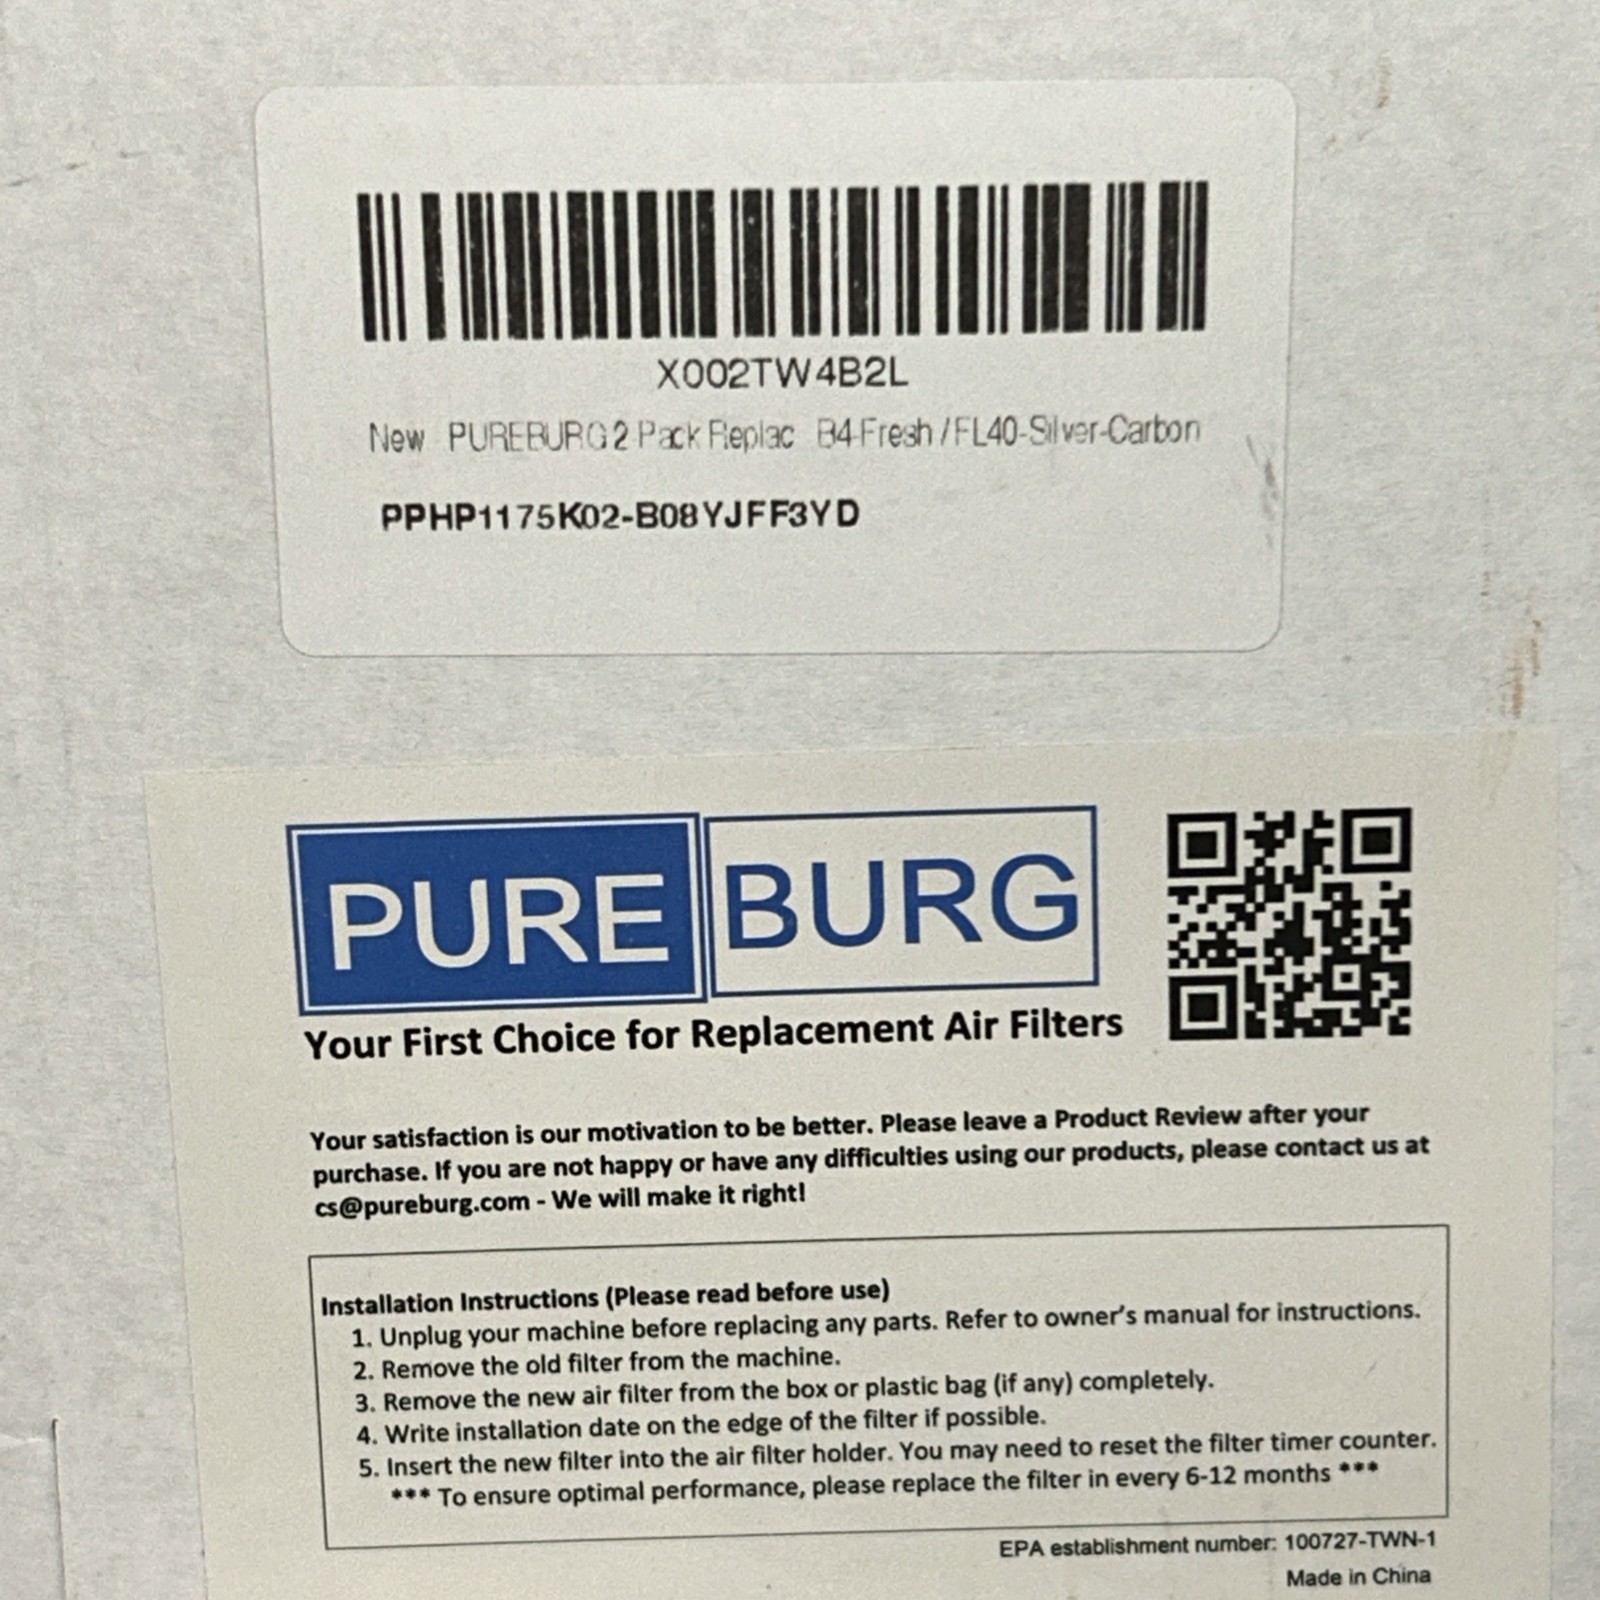 X002TW4B2L
New PUREBURG 2 Pack Replac B4-Fresh / FL40-Silver-Carbon
PPHP1175K02-B08YJFF3YD
PURE BURG
Your First Choice for Replacement Air Filters
Your satisfaction is our motivation to be better. Please leave a Product Review after your
purchase. If you are not happy or have any difficulties using our products, please contact us at
cs@pureburg.com - We will make it right!
Installation Instructions (Please read before use)
1. Unplug your machine before replacing any parts. Refer to owner's manual for instructions.
2. Remove the old filter from the machine.
3. Remove the new air filter from the box or plastic bag (if any) completely.
4. Write installation date on the edge of the filter if possible.
5. Insert the new filter into the air filter holder. You may need to reset the filter timer counter.
*** To ensure optimal performance, please replace the filter in every 6-12 months ***
EPA establishment number: 100727-TWN-1
Made in China